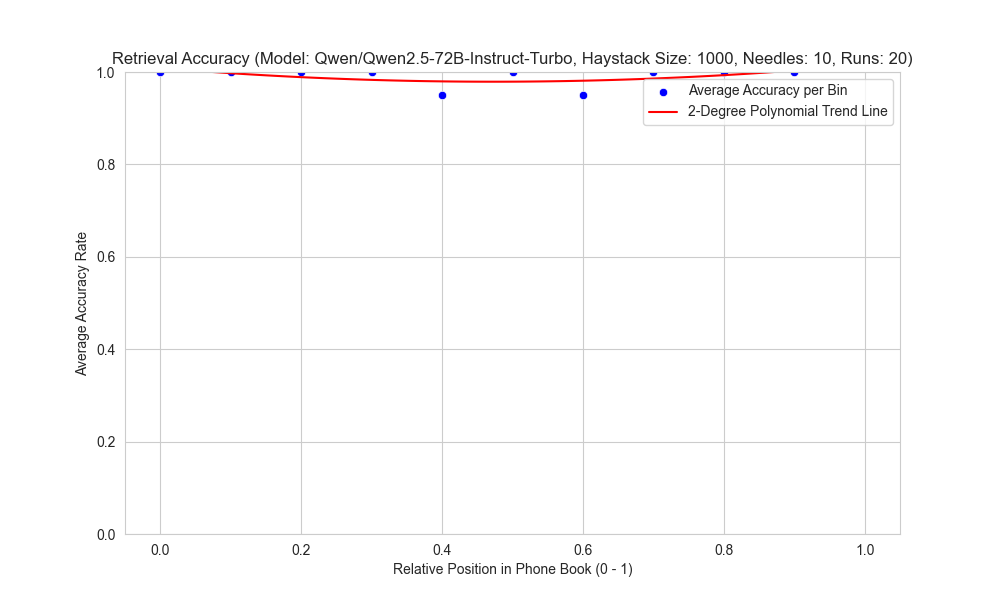 Retrieval Accuracy (Model: Qwen/Qwen2.5-72B-Instruct-Turbo, Haystack Size: 1000, Needles: 10, Runs: 20)
Average Accuracy per Bin
2-Degree Polynomial Trend Line
1.0
0.8
0.6
0.4
0.2
0.0
Average Accuracy Rate
0.0 0.2 0.4 0.6 0.8 1.0
Relative Position in Phone Book (0 - 1)